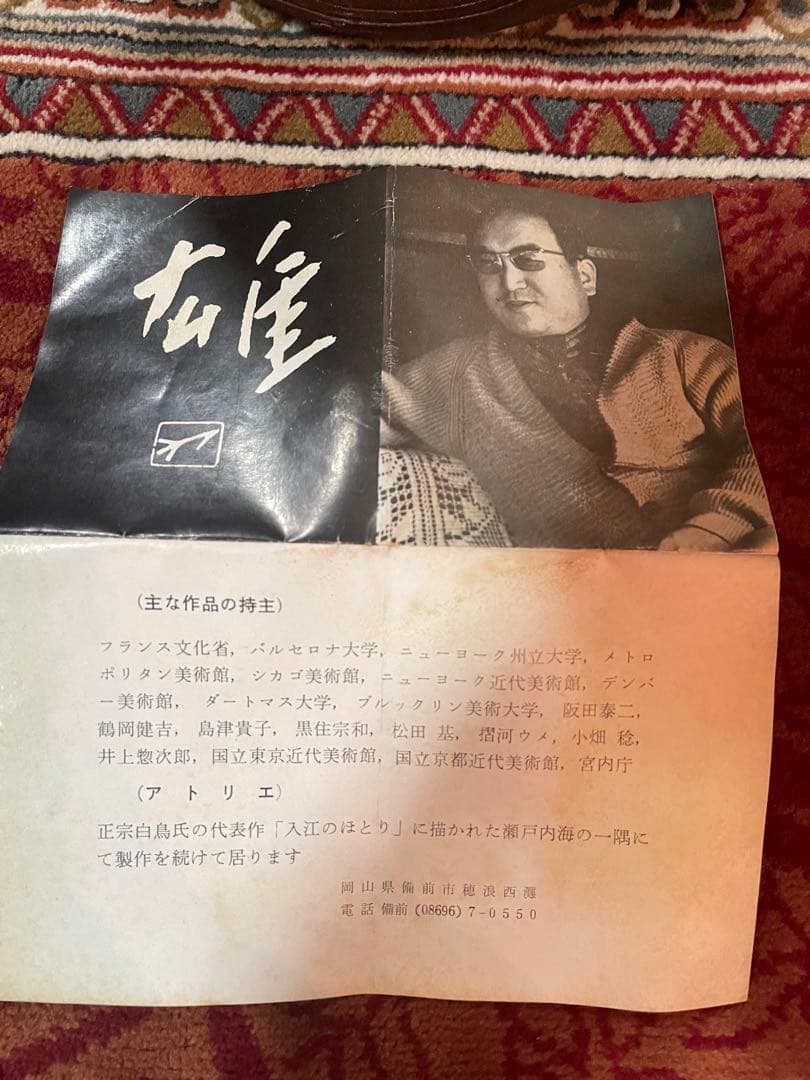 雄
(主な作品の持主)
フランス文化省, バルセロナ大学, ニューヨーク州立大学, メトロ
ポリタン美術館, シカゴ美術館, ニューヨーク近代美術館, デンバ
ー美術館, ダートマス大学, ブルックリン美術大学, 阪田泰二,
鶴岡健吉, 島津貴子, 黒住宗和, 松田 基, 摺河ウメ, 小畑 稔,
井上惣次郎, 国立東京近代美術館, 国立京都近代美術館, 宮内庁
(アトリエ)
正宗白鳥氏の代表作「入江のほとり」に描かれた瀬戸内海の一隅に
て製作を続けて居ります
岡山県備前市穂浪西灘
電話 備前 (08696) 7-0550